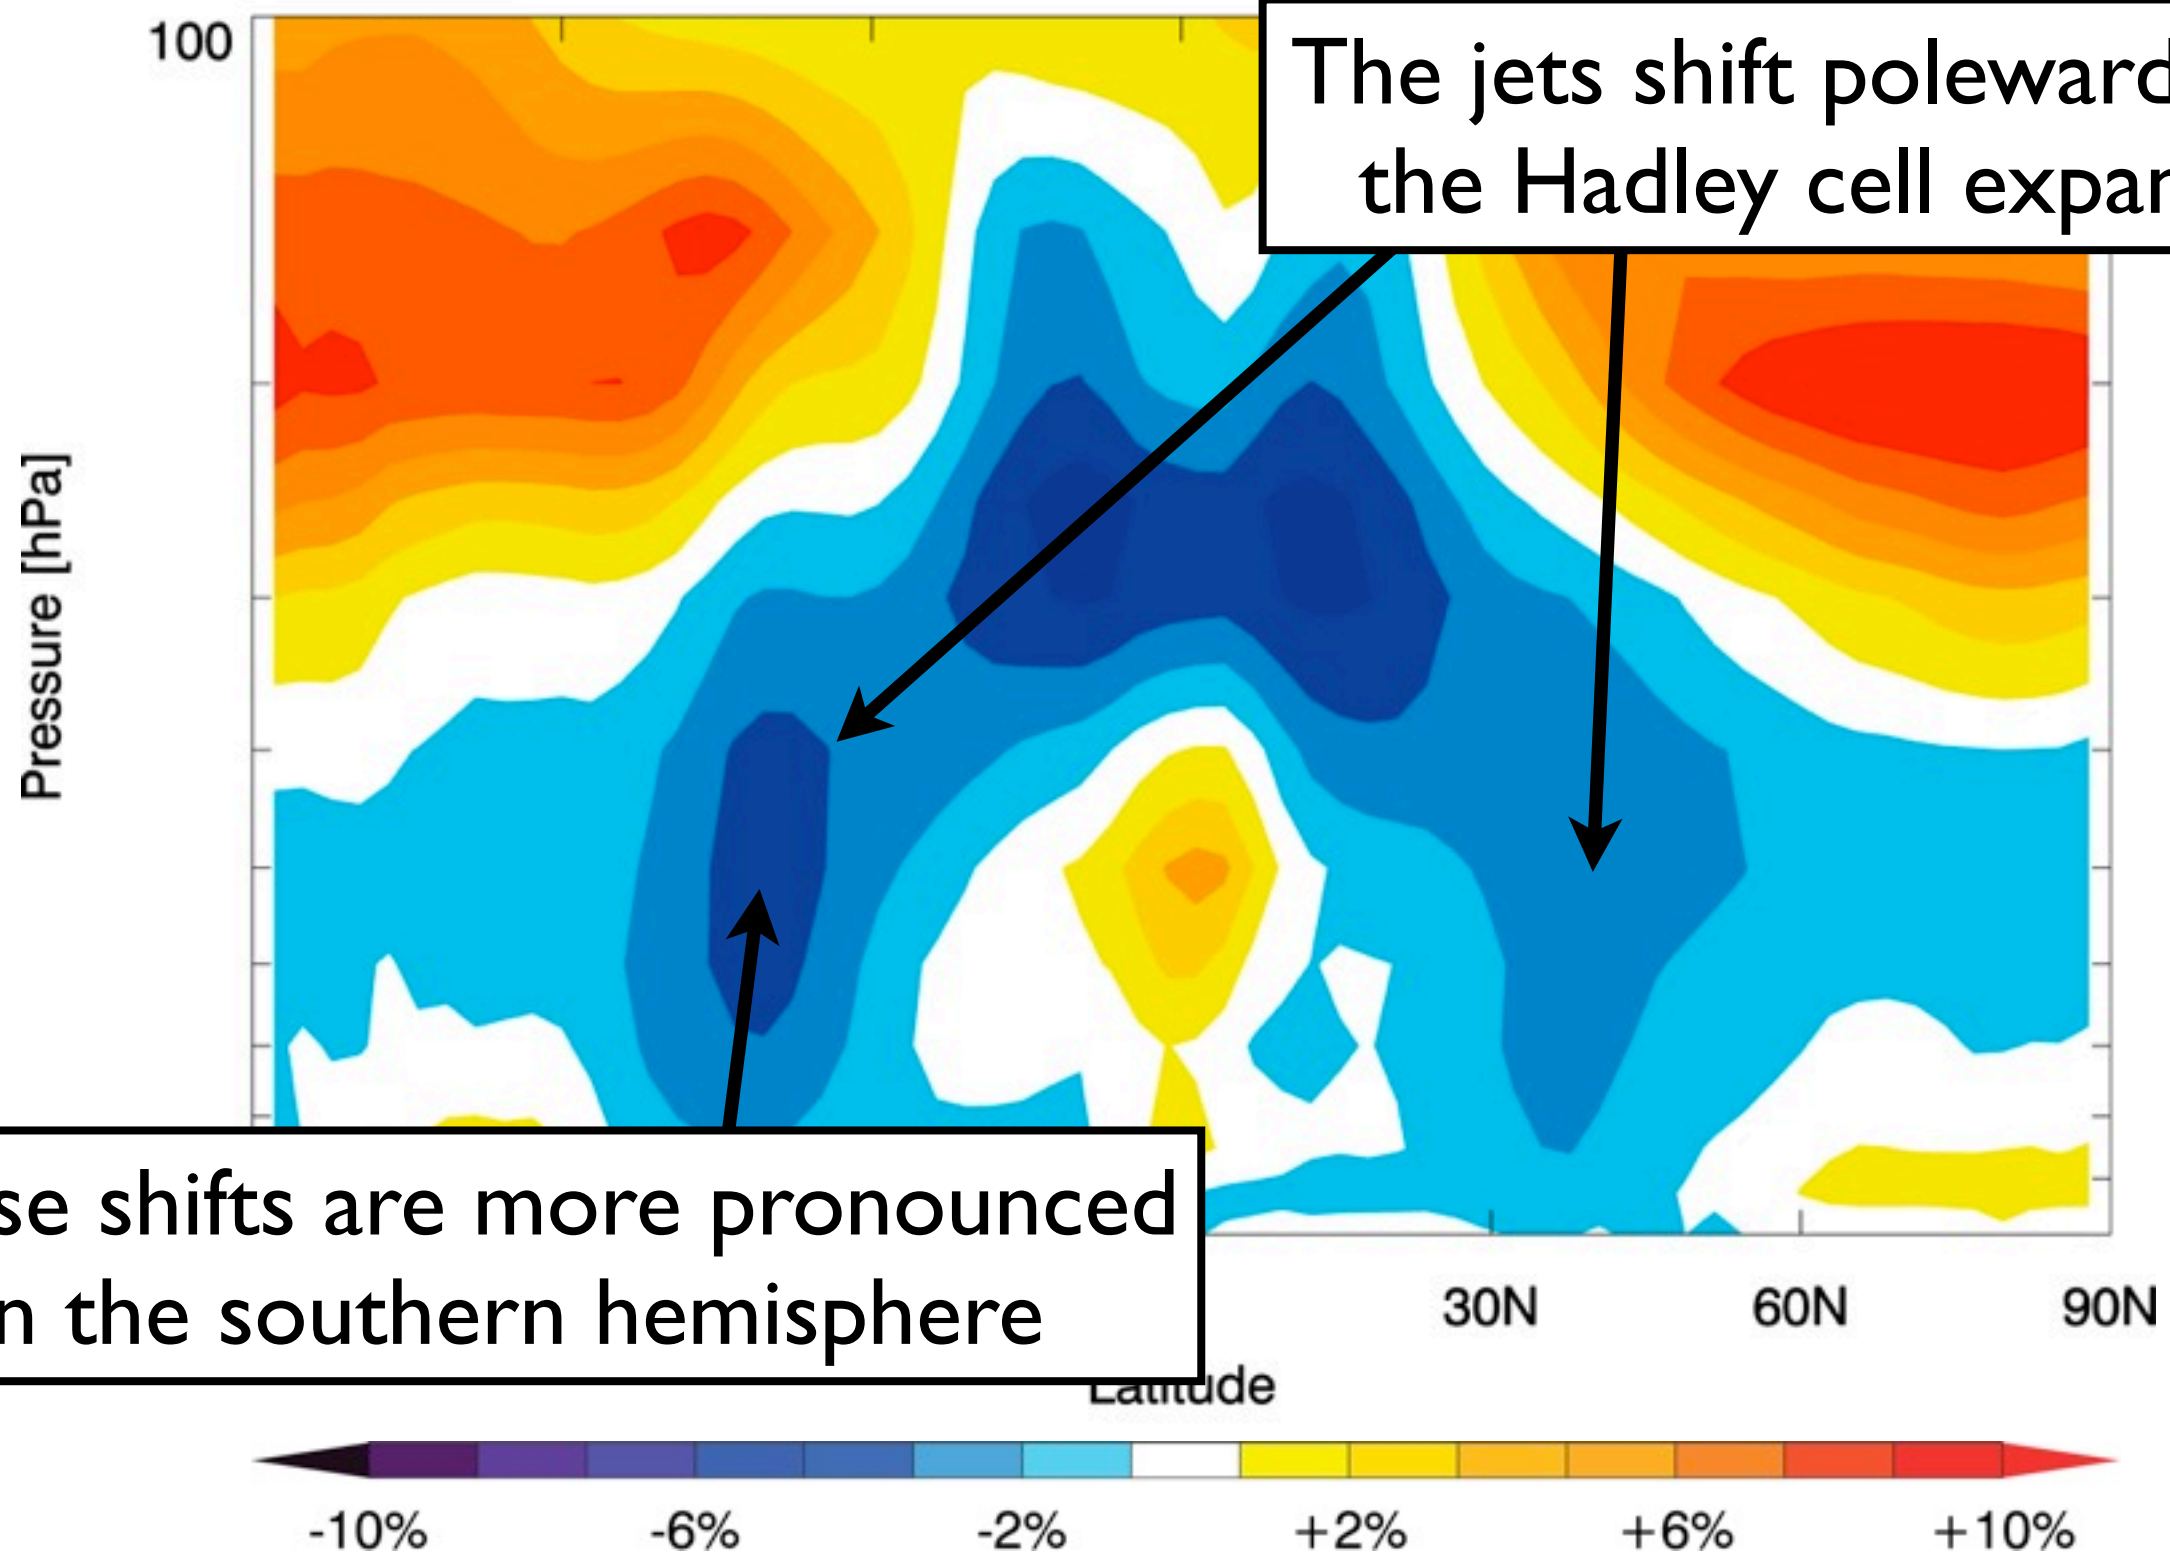 100
The jets shift poleward
the Hadley cell expan
Pressure [hPa]
se shifts are more pronounced
n the southern hemisphere
30N 60N 90N
Latitude
-10% -6% -2% +2% +6% +10%